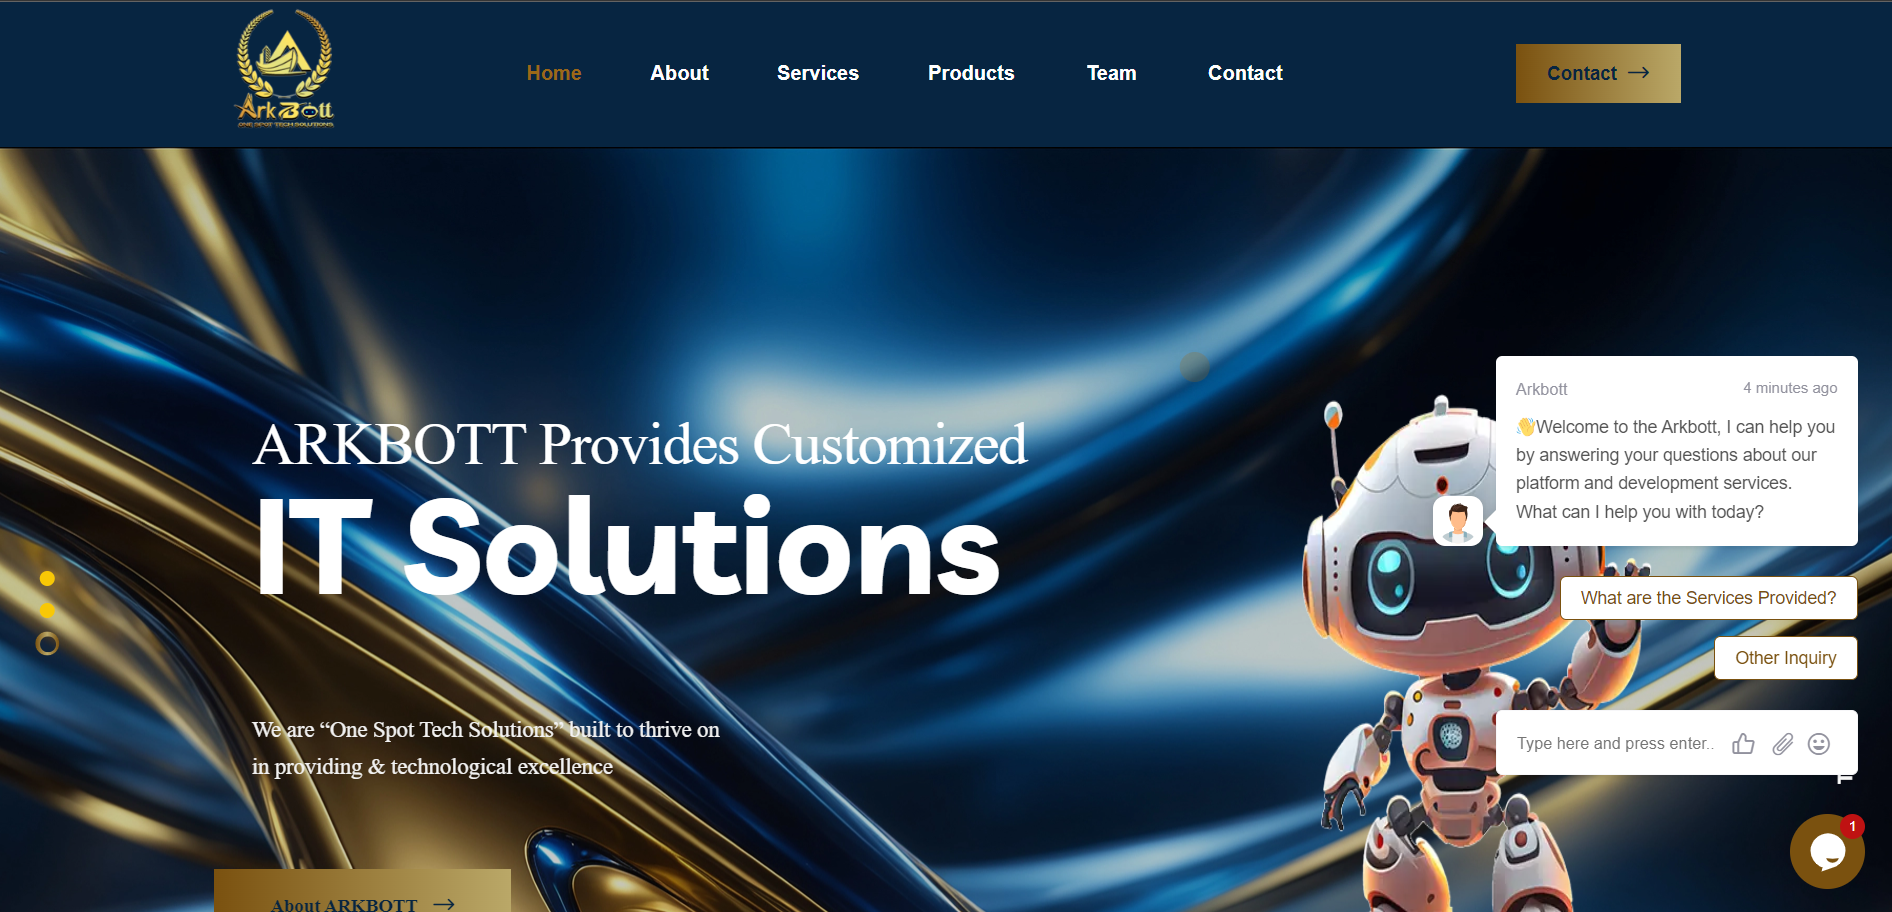 ArkBott
ONE SPOT TECH SOLUTIONS
Home
About
Services
Products
Team
Contact
Contact
ARKBOTT Provides Customized
IT Solutions
We are “One Spot Tech Solutions” built to thrive on
in providing & technological excellence
About ARKBOTT
Arkbott
4 minutes ago
👋Welcome to the Arkbott, I can help you
by answering your questions about our
platform and development services.
What can I help you with today?
What are the Services Provided?
Other Inquiry
Type here and press enter..
1